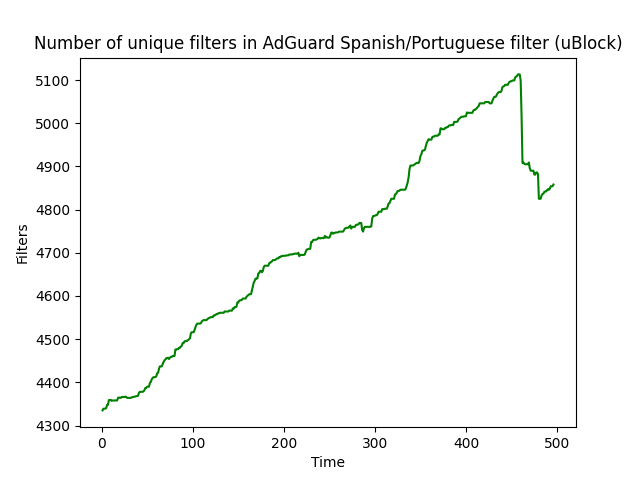 Number of unique filters in AdGuard Spanish/Portuguese filter (uBlock)
5100
5000
4900
4800
4700
4600
4500
4400
4300
Filters
0 100 200 300 400 500
Time